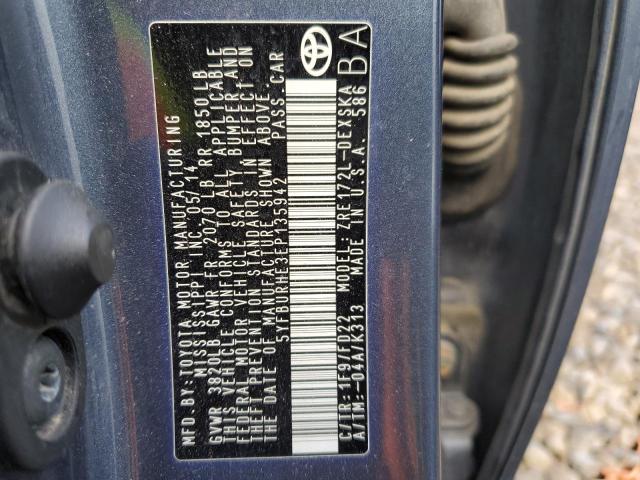 MFD.BY:TOYOTA MOTOR MANUFACTURING
MISSISSIPPI, INC. 05/14
GVWR 3820LB GAWR FR 2070 LB RR 1850LB
THIS VEHICLE CONFORMS TO ALL APPLICABLE
FEDERAL MOTOR VEHICLE SAFETY, BUMPER AND
THEFT PREVENTION STANDARDS IN EFFECT ON
THE DATE OF MANUFACTURE SHOWN ABOVE.
5YFBURHE3EP135942 PASS.CAR
C/TR:1F9/FD22 MODEL:ZRE172L-DEXSKA
A/TM:-04A/K313 MADE IN U.S.A. 586
BA